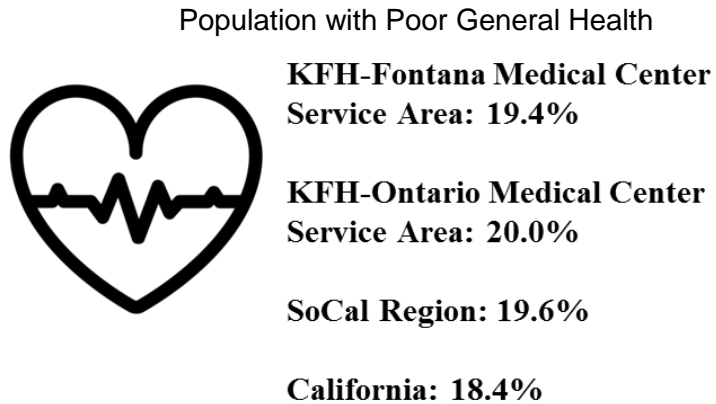 Population with Poor General Health
KFH-Fontana Medical Center
Service Area: 19.4%
KFH-Ontario Medical Center
Service Area: 20.0%
SoCal Region: 19.6%
California: 18.4%